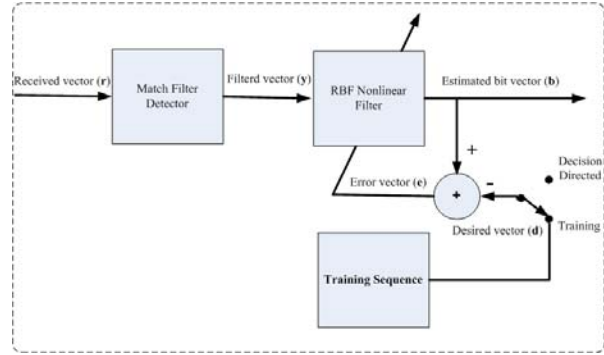 Received vector (r)
Match Filter
Detector
Filterd vector (y)
RBF Nonlinear
Filter
Estimated bit vector (b)
+
Decision
Directed
Error vector (e)
+
-
Desired vector (d)
Training
Training Sequence